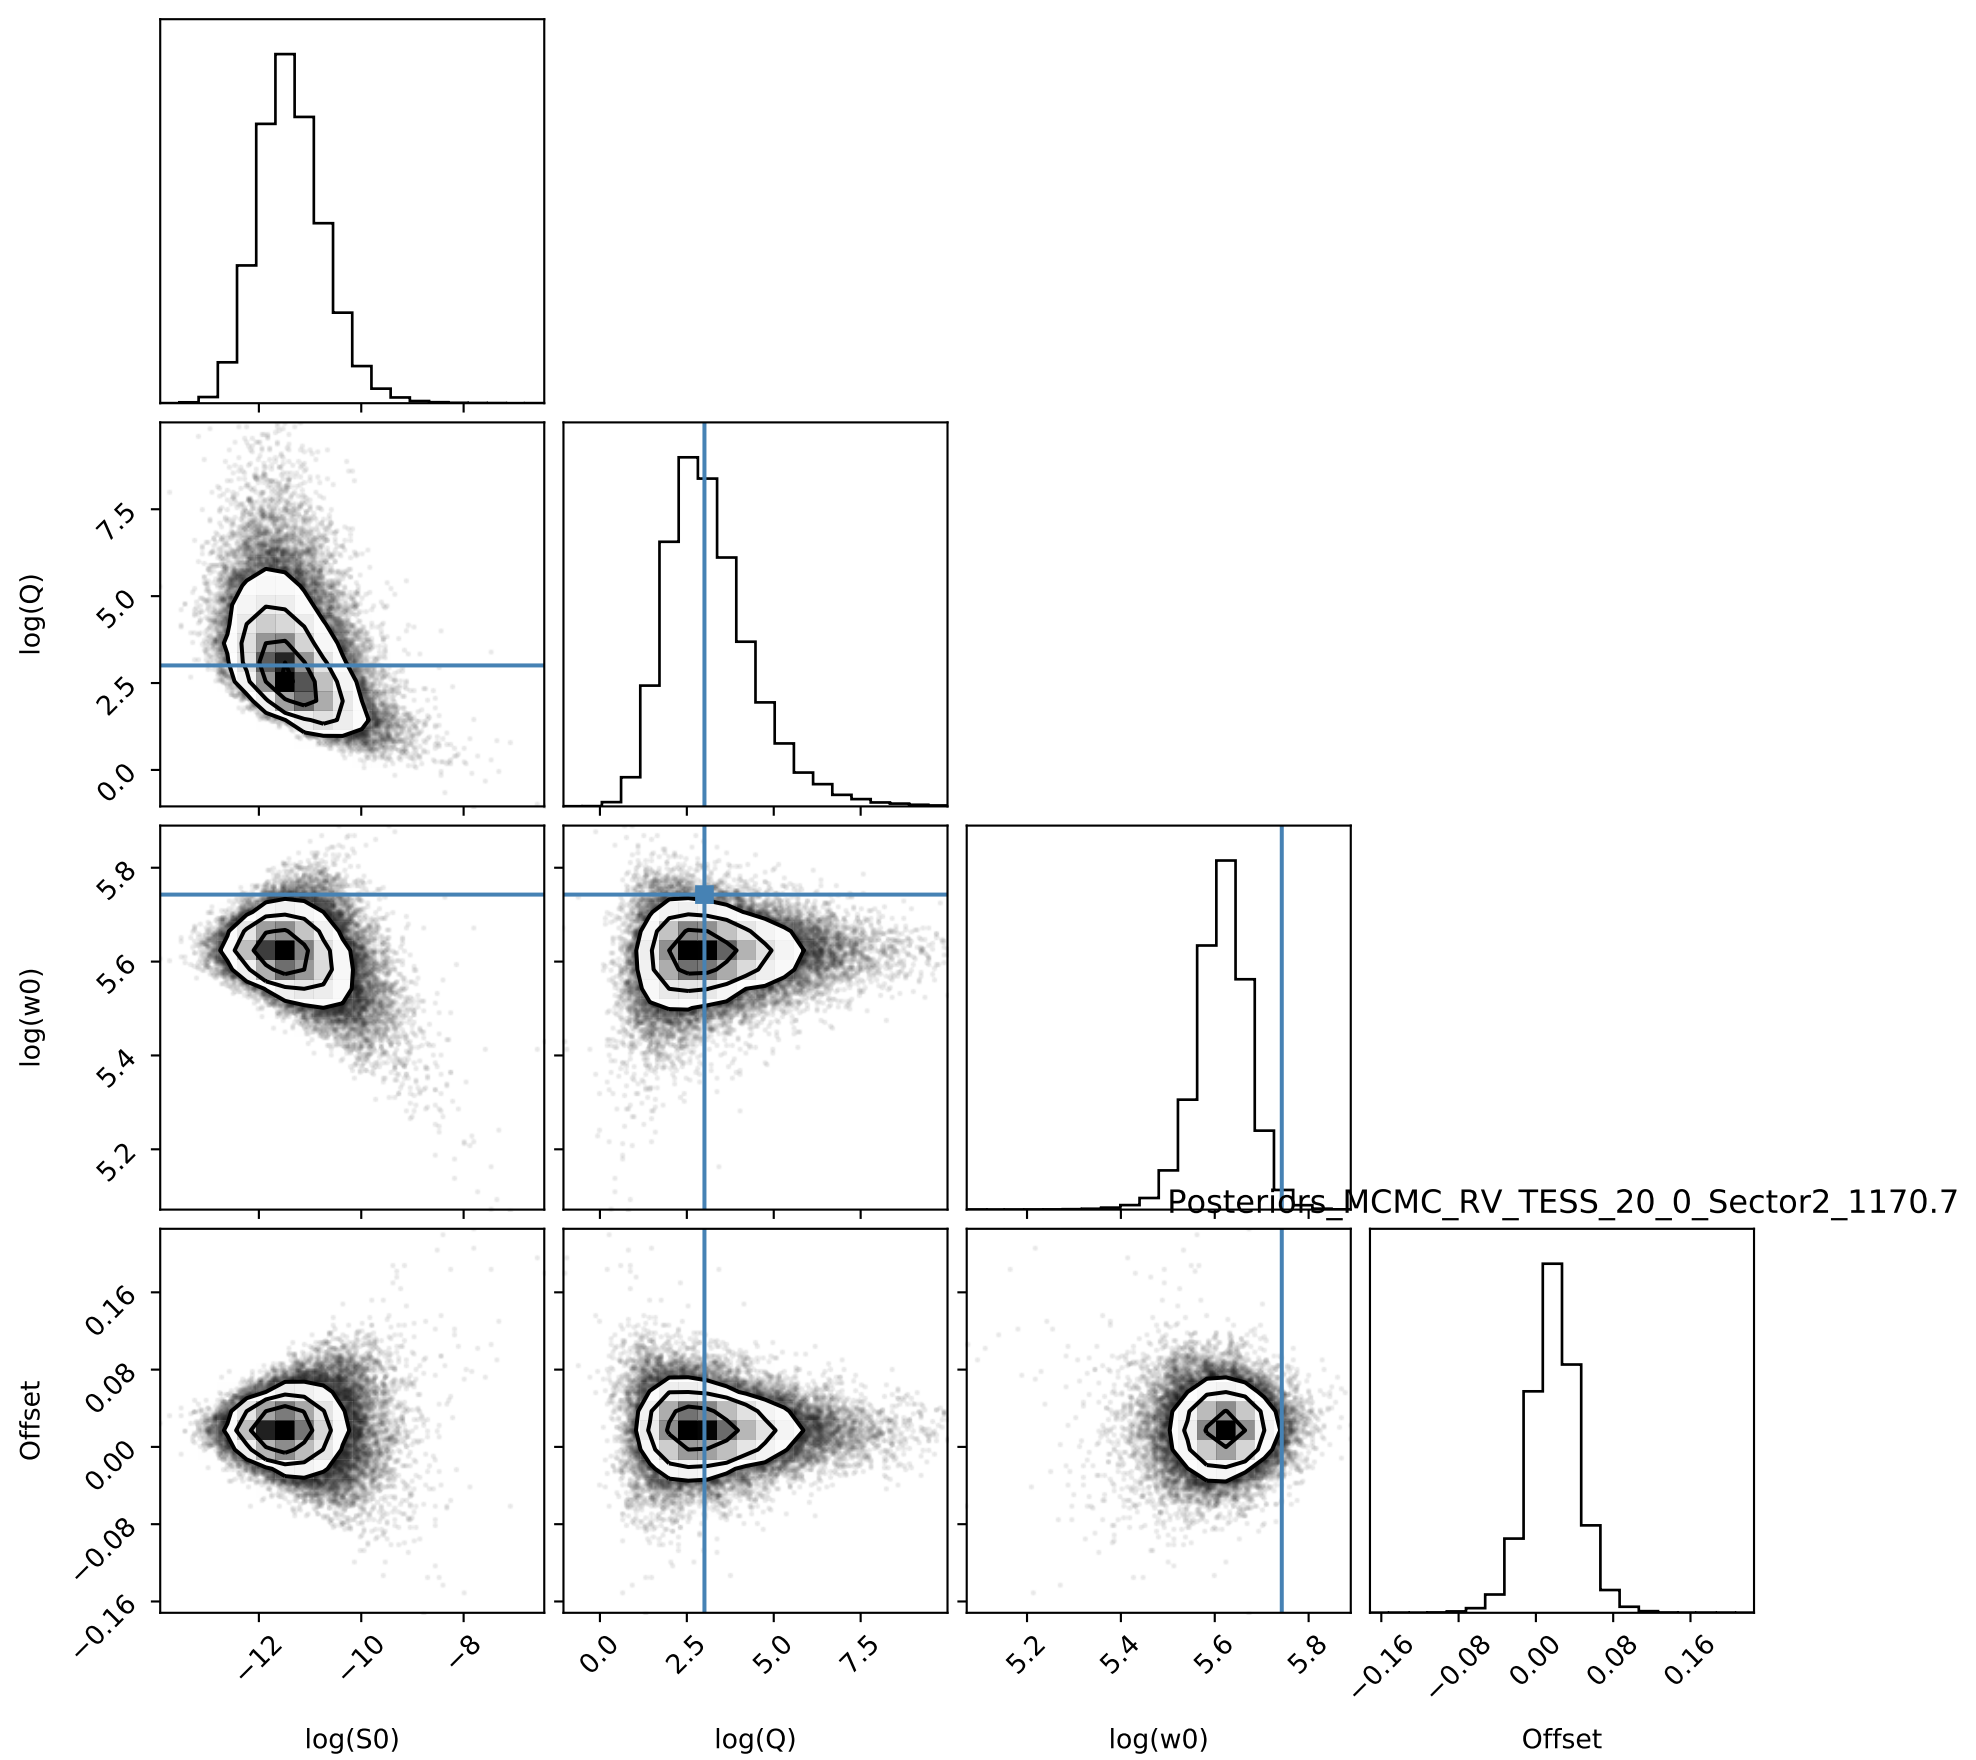 7.5
5.0
2.5
0.0
log(Q)
5.8
5.6
5.4
5.2
log(w0)
Posteriors_MCMC_RV_TESS_20_0_Sector2_1170.7
0.16
0.08
0.00
−0.08
−0.16
Offset
−12 −10 −8
0.0 2.5 5.0 7.5
5.2 5.4 5.6 5.8
−0.16 −0.08 0.00 0.08 0.16
log(S0) log(Q) log(w0) Offset